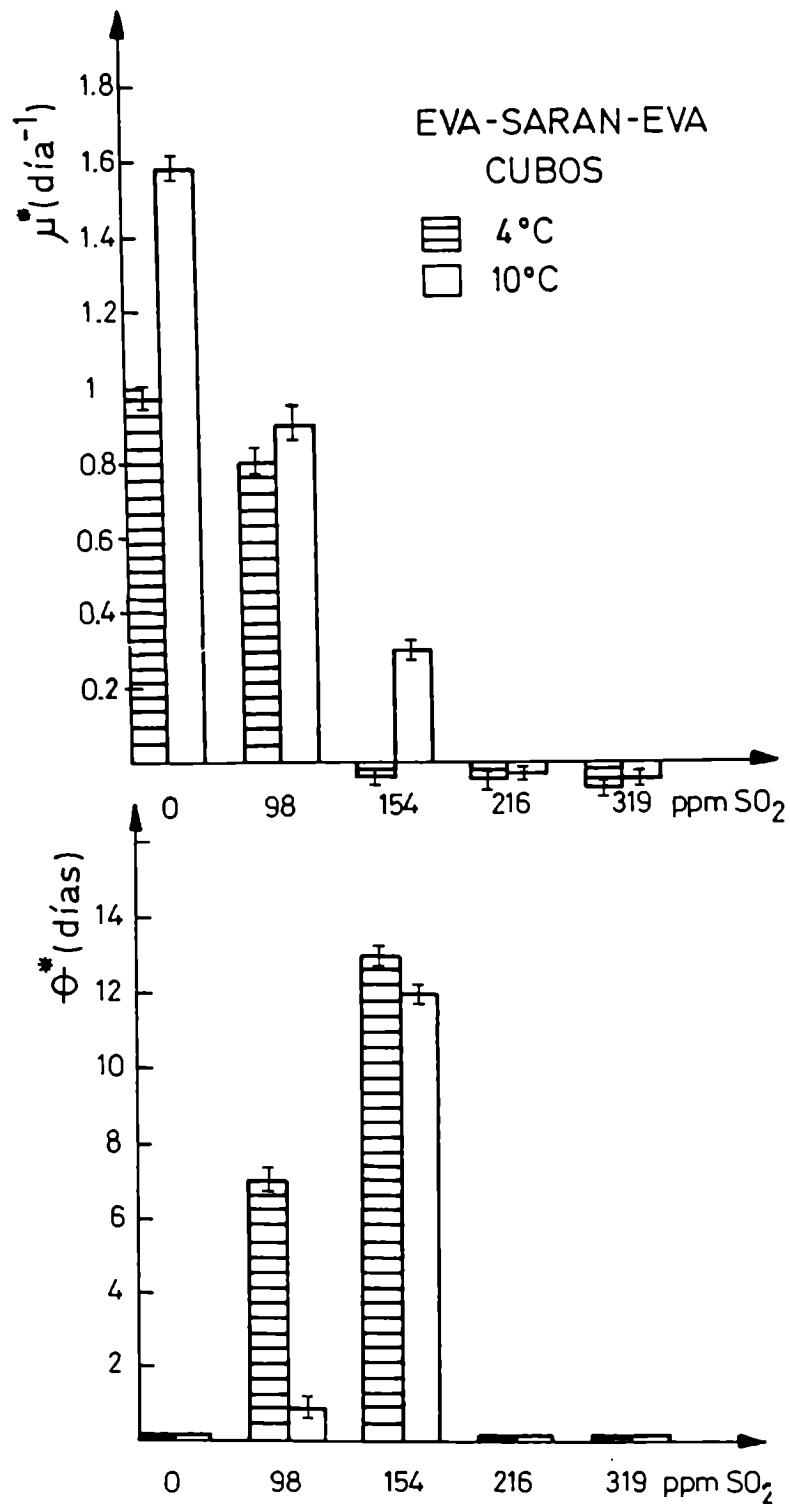 EVA-SARAN-EVA
CUBOS
4°C
10°C
μ* (día⁻¹)
1.8
1.6
1.4
1.2
1
0.8
0.6
0.4
0.2
0 98 154 216 319 ppm SO₂
θ* (días)
14
12
10
8
6
4
2
0 98 154 216 319 ppm SO₂